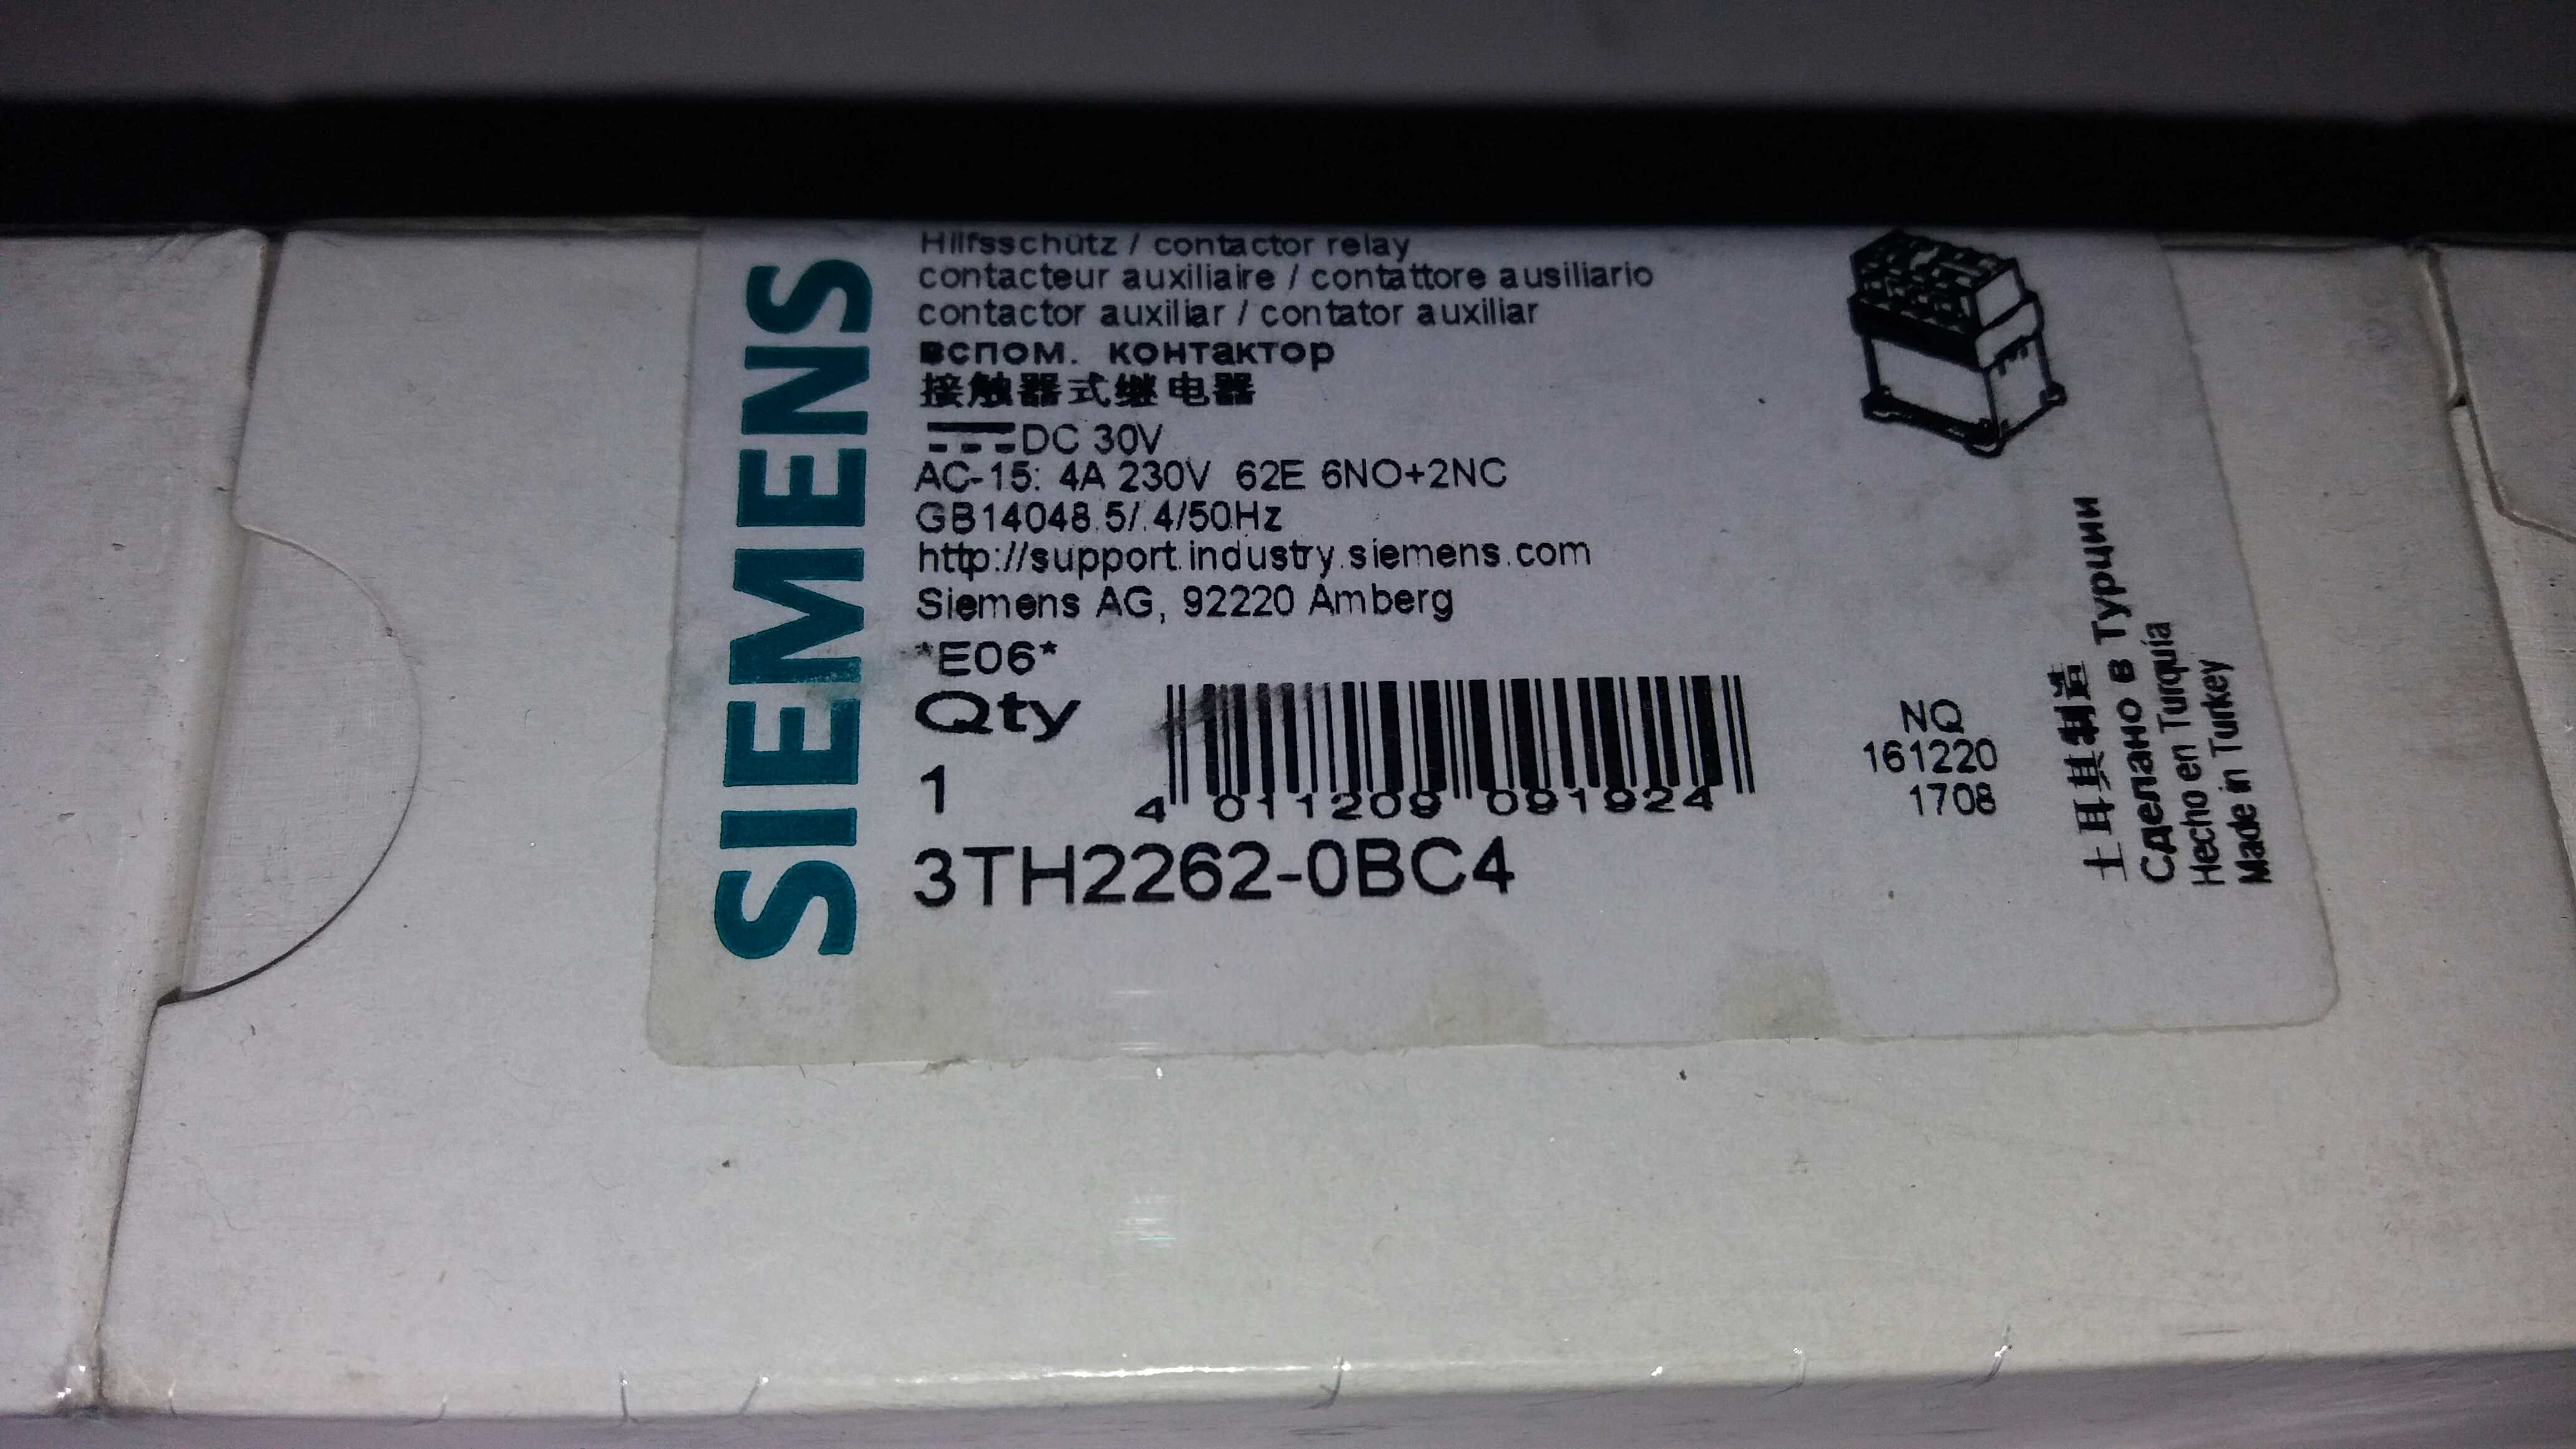 SIEMENS
Hilfsschütz / contactor relay
contacteur auxiliaire / contattore ausiliario
contactor auxiliar / contator auxiliar
вспом. контактор
接触器式继电器
DC 30V
AC-15: 4A 230V 62E 6NO+2NC
GB14048.5/.4/50Hz
http://support.industry.siemens.com
Siemens AG, 92220 Amberg
*E06*
Qty
1
4 011209 091924
3TH2262-0BC4
NQ
161220
1708
土耳其制造
Сделано в Турции
Hecho en Turquía
Made in Turkey